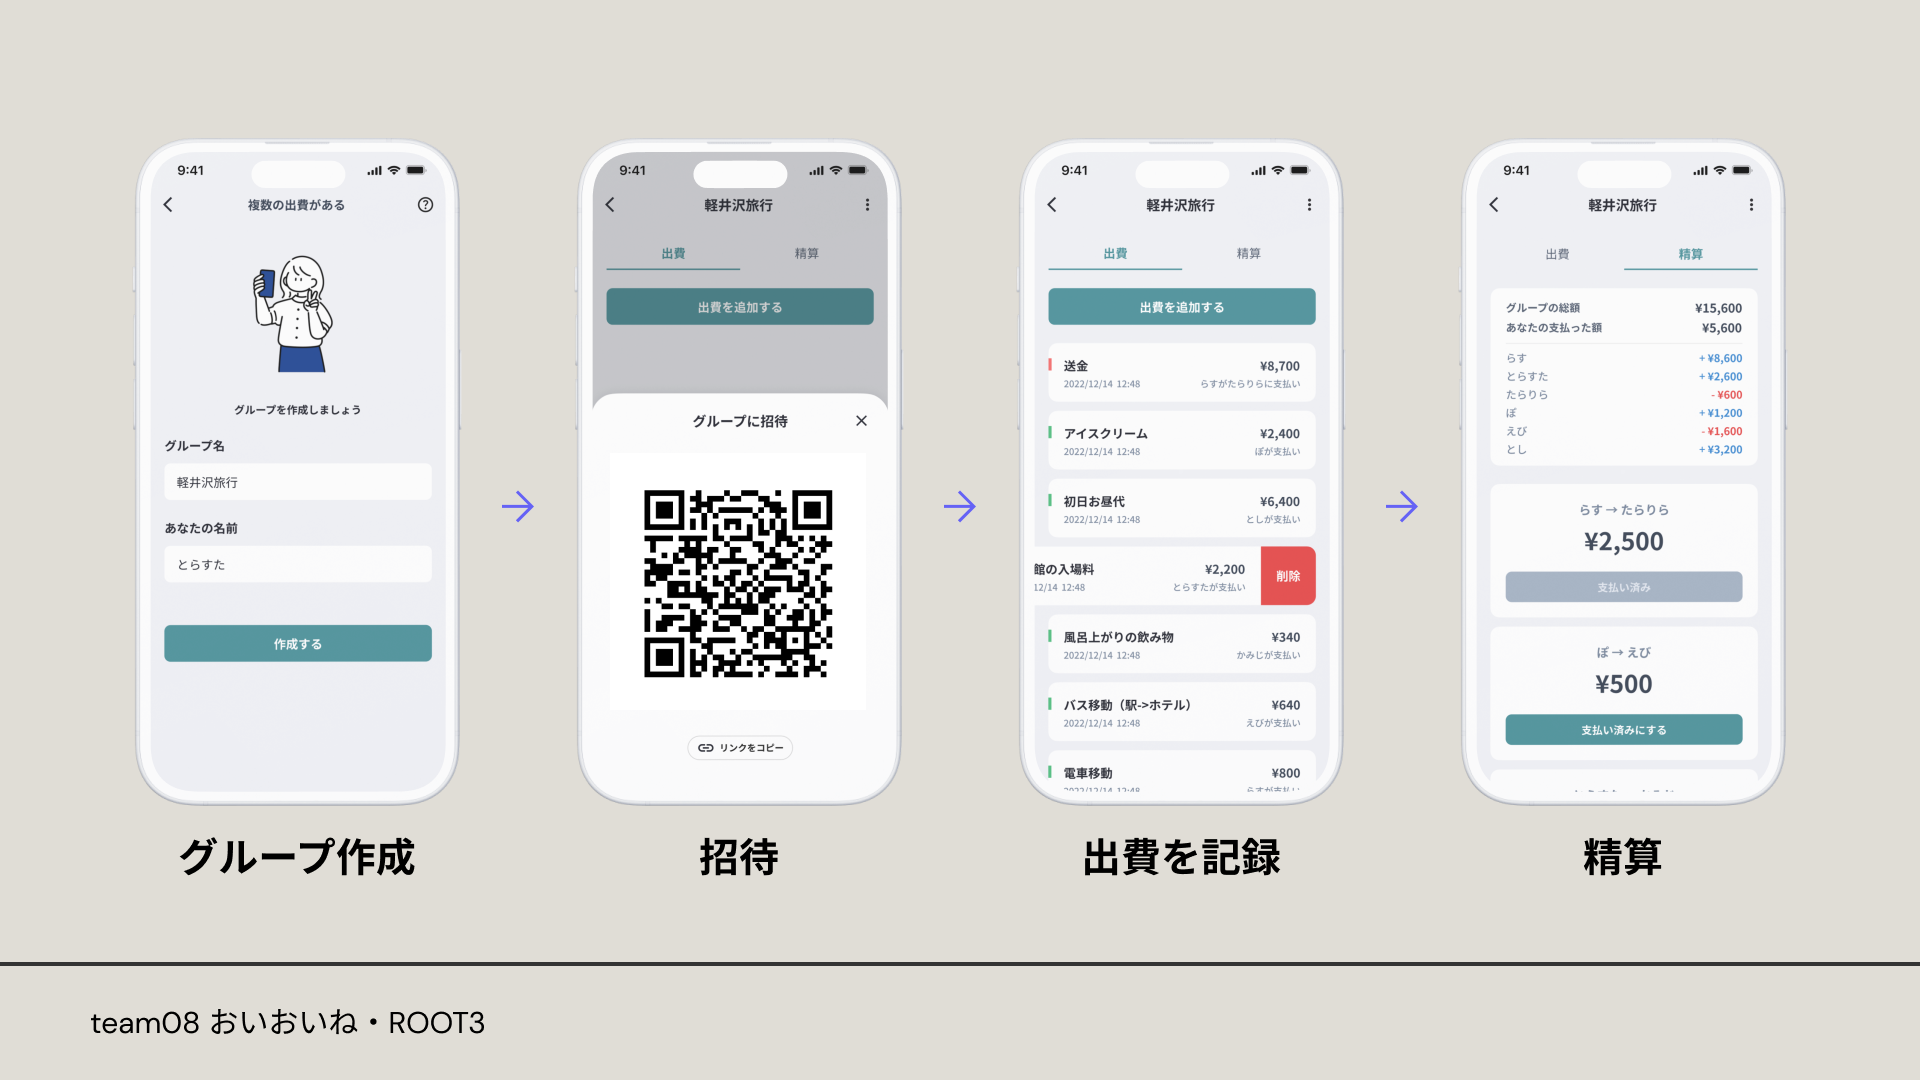 9:41
複数の出費がある
グループを作成しましょう
グループ名
軽井沢旅行
あなたの名前
とらすた
作成する
グループ作成
9:41
軽井沢旅行
出費 精算
出費を追加する
グループに招待
リンクをコピー
招待
9:41
軽井沢旅行
出費 精算
出費を追加する
送金 ¥8,700
2022/12/14 12:48 らすがたらりらに支払い
アイスクリーム ¥2,400
2022/12/14 12:48 ぽが支払い
初日お昼代 ¥6,400
2022/12/14 12:48 としが支払い
館の入場料 ¥2,200 削除
12/14 12:48 とらすたが支払い
風呂上がりの飲み物 ¥340
2022/12/14 12:48 かみじが支払い
バス移動（駅->ホテル） ¥640
2022/12/14 12:48 えびが支払い
電車移動 ¥800
2022/12/14 12:48 らすが支払い
出費を記録
9:41
軽井沢旅行
出費 精算
グループの総額 ¥15,600
あなたの支払った額 ¥5,600
らす + ¥8,600
とらすた + ¥2,600
たらりら - ¥600
ぽ + ¥1,200
えび - ¥1,600
とし + ¥3,200
らす → たらりら
¥2,500
支払い済み
ぽ → えび
¥500
支払い済みにする
精算
team08 おいおいね・ROOT3